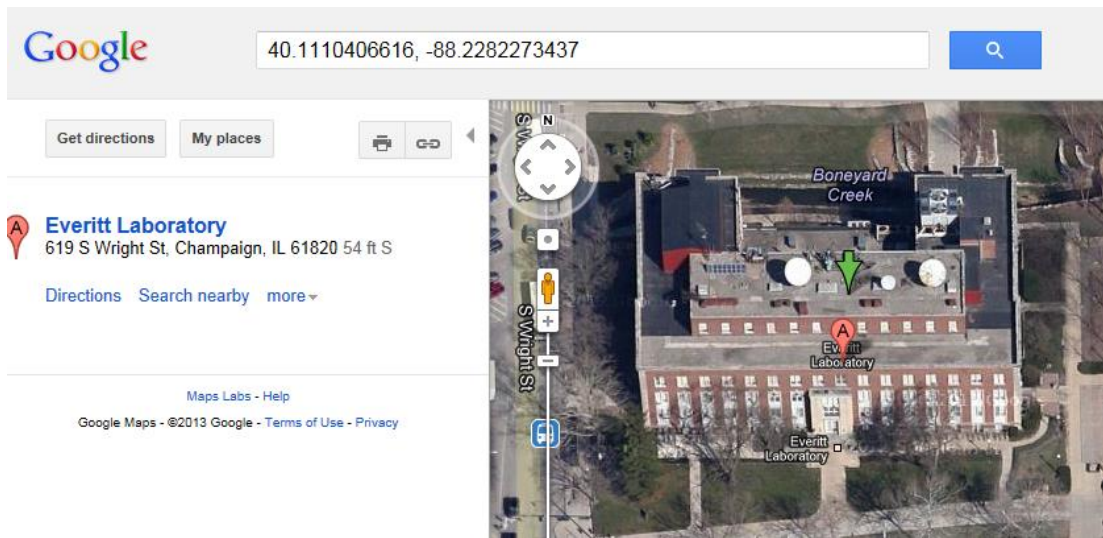 Google
40.1110406616, -88.2282273437
Get directions
My places
A
Everitt Laboratory
619 S Wright St, Champaign, IL 61820 54 ft S
Directions Search nearby more
Maps Labs - Help
Google Maps - ©2013 Google - Terms of Use - Privacy
N
S Wright St
Boneyard
Creek
A
Everitt
Laboratory
S Wright St
Everitt
Laboratory